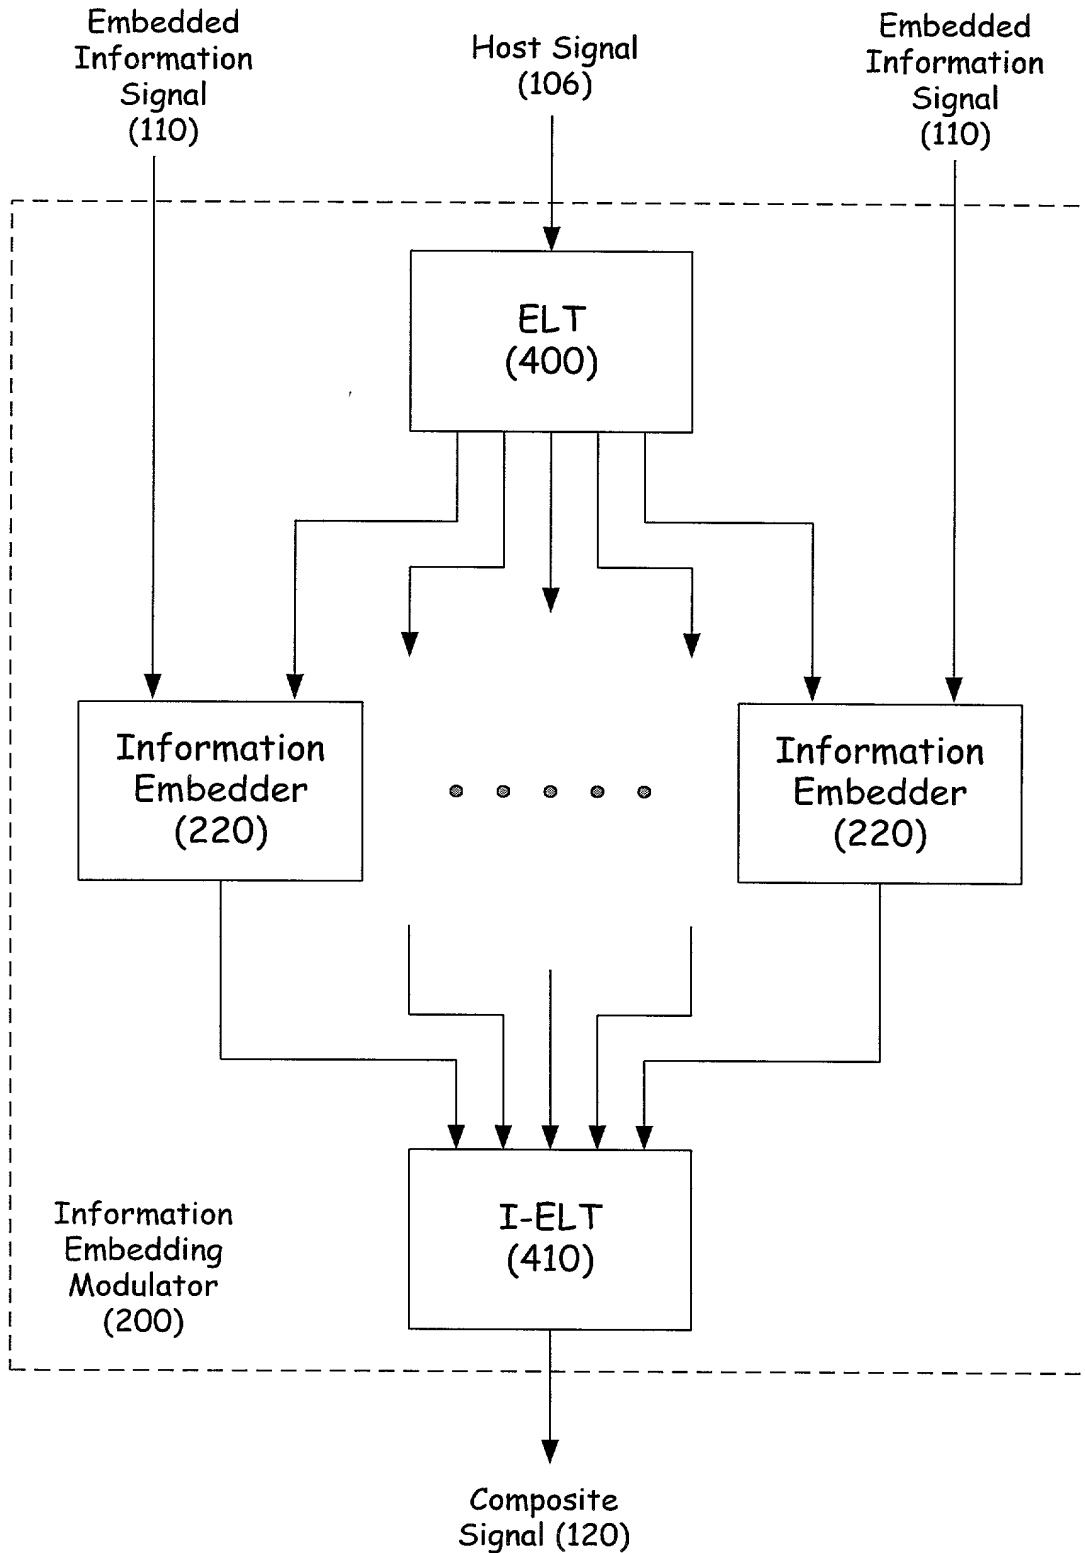 Embedded
Information
Signal
(110)
Host Signal
(106)
Embedded
Information
Signal
(110)
ELT
(400)
Information
Embedder
(220)
Information
Embedder
(220)
I-ELT
(410)
Information
Embedding
Modulator
(200)
Composite
Signal (120)